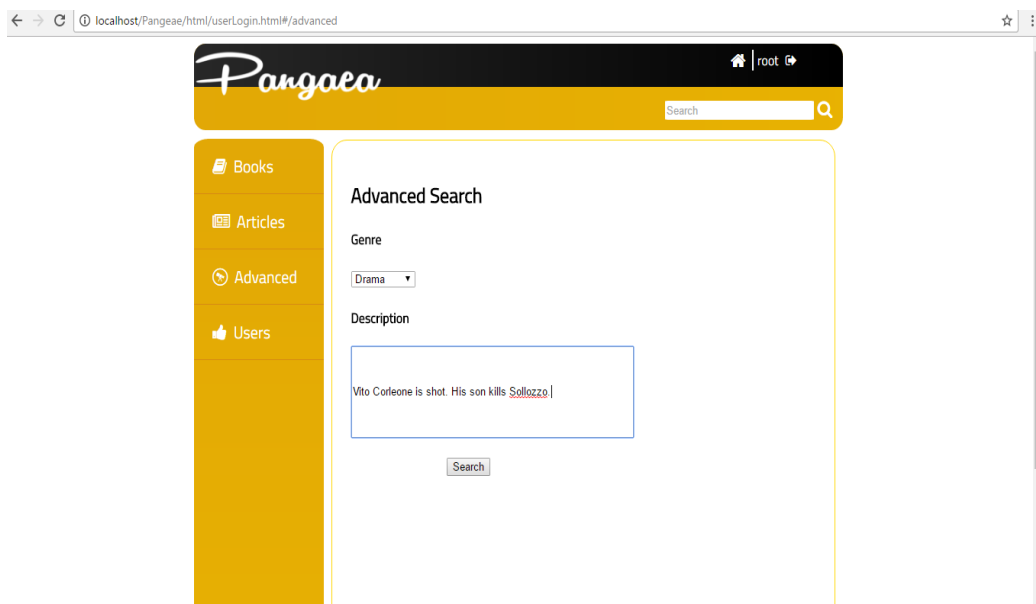 localhost/Pangeae/html/userLogin.html#/advanced
Pangaea
root
Search
Books
Articles
Advanced
Users
Advanced Search
Genre
Drama
Description
Vito Corleone is shot. His son kills Sollozzo.
Search